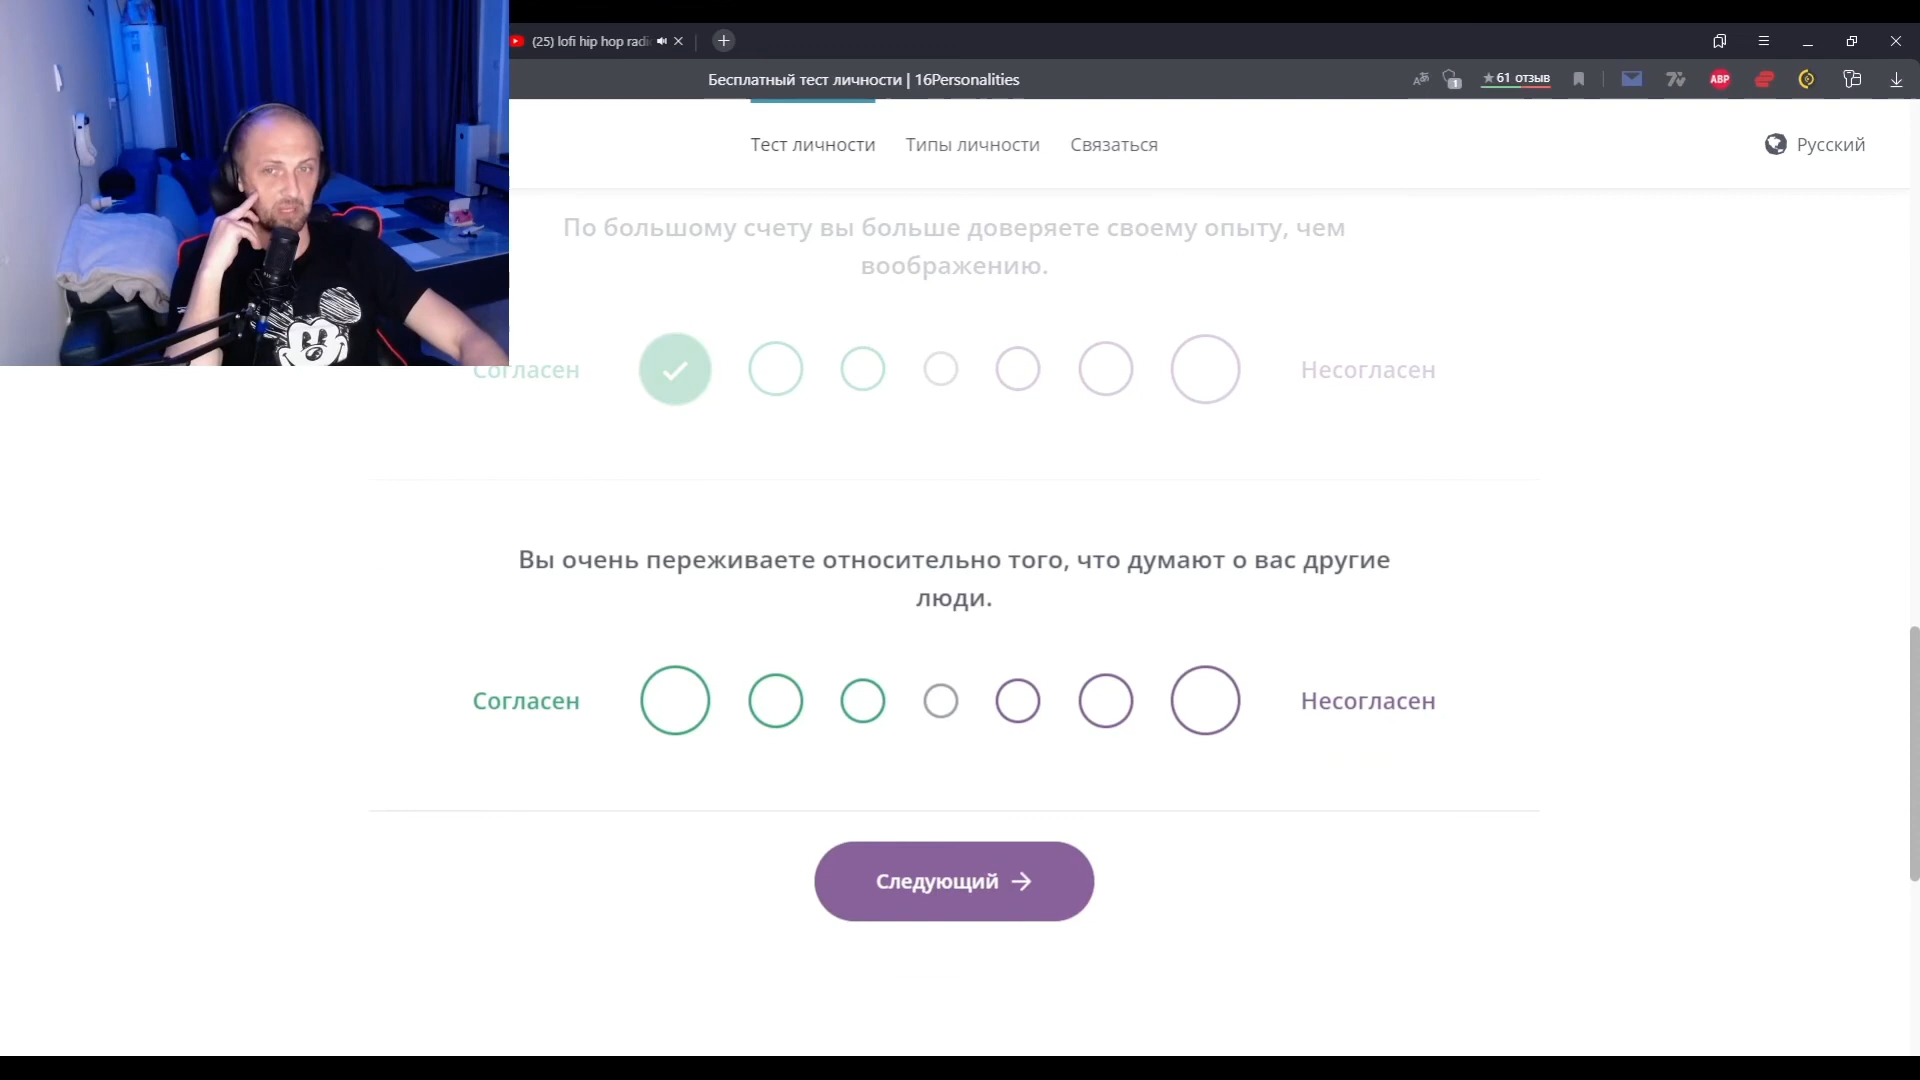 (25) lofi hip hop radi
Бесплатный тест личности | 16Personalities
61 отзыв
1
ABP
Тест личности
Типы личности
Связаться
Русский
По большому счету вы больше доверяете своему опыту, чем
воображению.
Согласен
Несогласен
Вы очень переживаете относительно того, что думают о вас другие
люди.
Согласен
Несогласен
Следующий